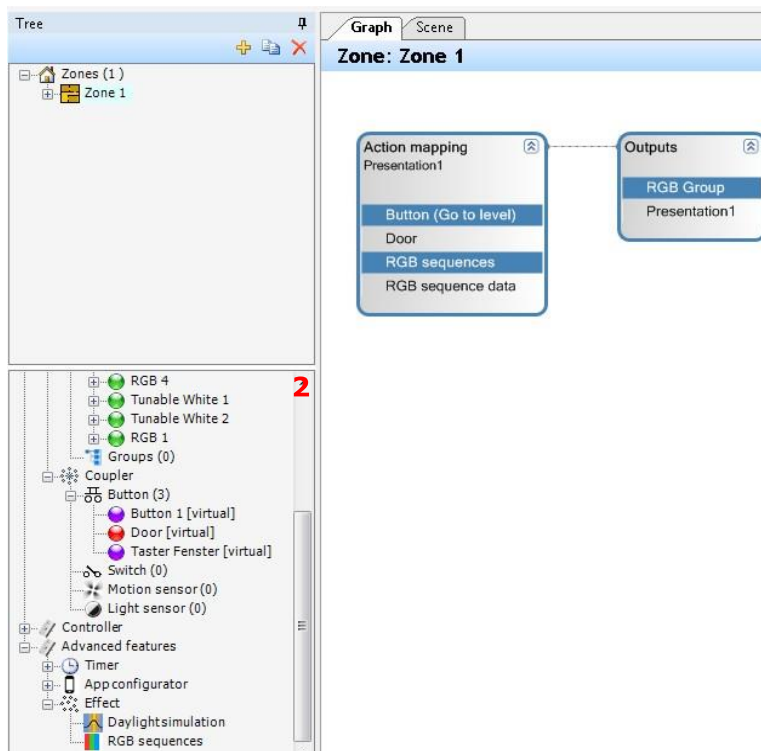 Tree
Zones (1 )
Zone 1
RGB 4
Tunable White 1
Tunable White 2
RGB 1
Groups (0)
Coupler
Button (3)
Button 1 [virtual]
Door [virtual]
Taster Fenster [virtual]
Switch (0)
Motion sensor (0)
Light sensor (0)
Controller
Advanced features
Timer
App configurator
Effect
Daylightsimulation
RGB sequences
2
Graph
Scene
Zone: Zone 1
Action mapping
Presentation1
Button (Go to level)
Door
RGB sequences
RGB sequence data
Outputs
RGB Group
Presentation1